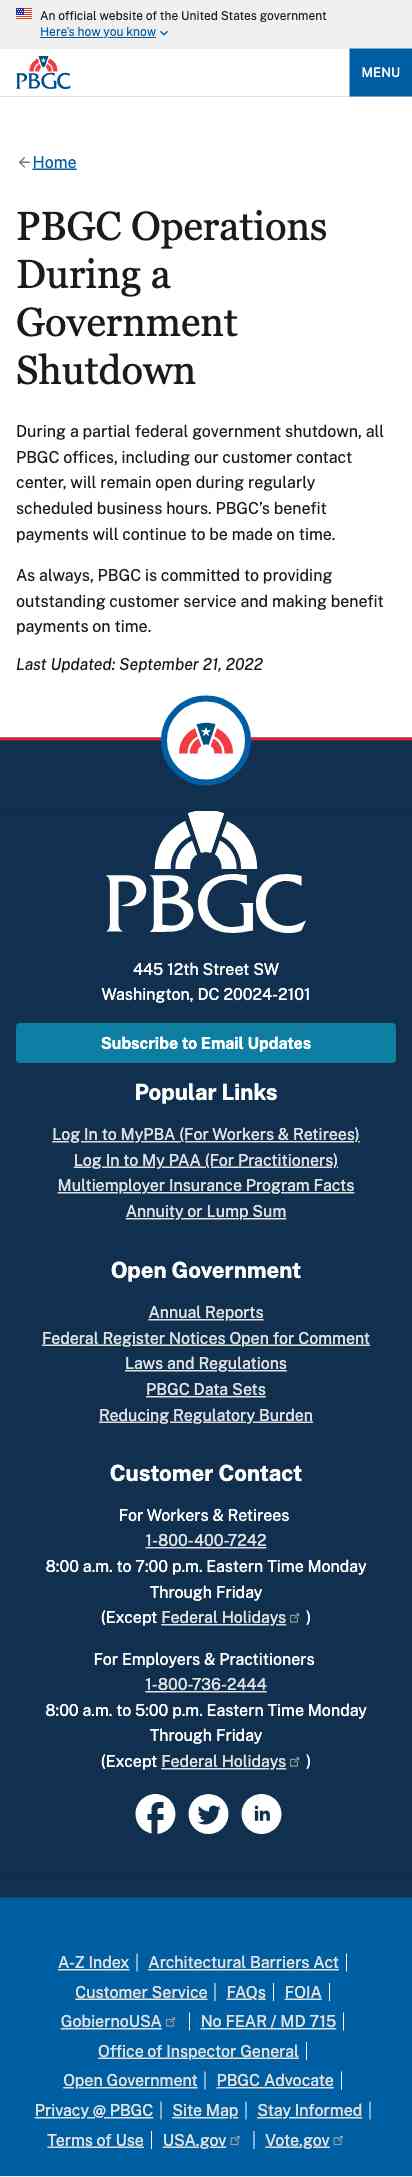 An official website of the United States government
Here's how you know
PBGC
MENU
Home
PBGC Operations
During a
Government
Shutdown
During a partial federal government shutdown, all
PBGC offices, including our customer contact
center, will remain open during regularly
scheduled business hours. PBGC’s benefit
payments will continue to be made on time.
As always, PBGC is committed to providing
outstanding customer service and making benefit
payments on time.
Last Updated: September 21, 2022
PBGC
445 12th Street SW
Washington, DC 20024-2101
Subscribe to Email Updates
Popular Links
Log In to MyPBA (For Workers & Retirees)
Log In to My PAA (For Practitioners)
Multiemployer Insurance Program Facts
Annuity or Lump Sum
Open Government
Annual Reports
Federal Register Notices Open for Comment
Laws and Regulations
PBGC Data Sets
Reducing Regulatory Burden
Customer Contact
For Workers & Retirees
1-800-400-7242
8:00 a.m. to 7:00 p.m. Eastern Time Monday
Through Friday
(Except Federal Holidays )
For Employers & Practitioners
1-800-736-2444
8:00 a.m. to 5:00 p.m. Eastern Time Monday
Through Friday
(Except Federal Holidays )
in
A-Z Index | Architectural Barriers Act |
Customer Service | FAQs | FOIA |
GobiernoUSA | No FEAR / MD 715 |
Office of Inspector General |
Open Government | PBGC Advocate |
Privacy @ PBGC | Site Map | Stay Informed |
Terms of Use | USA.gov | Vote.gov